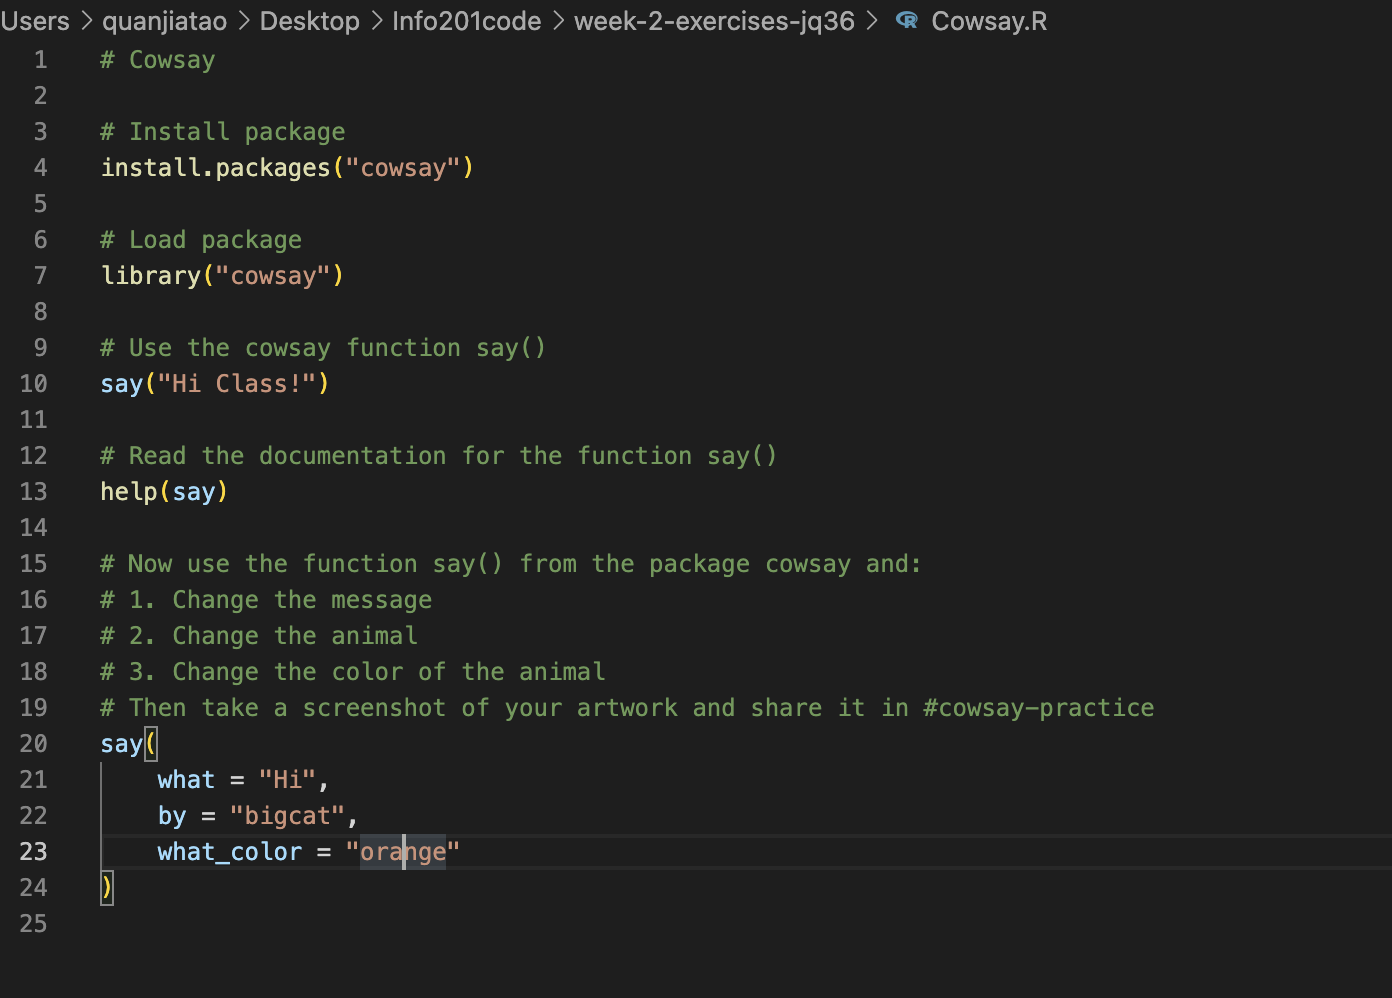 Users > quanjiatao > Desktop > Info201code > week-2-exercises-jq36 > R Cowsay.R
1 # Cowsay
2
3 # Install package
4 install.packages("cowsay")
5
6 # Load package
7 library("cowsay")
8
9 # Use the cowsay function say()
10 say("Hi Class!")
11
12 # Read the documentation for the function say()
13 help(say)
14
15 # Now use the function say() from the package cowsay and:
16 # 1. Change the message
17 # 2. Change the animal
18 # 3. Change the color of the animal
19 # Then take a screenshot of your artwork and share it in #cowsay-practice
20 say(
21     what = "Hi",
22     by = "bigcat",
23     what_color = "orange"
24 )
25